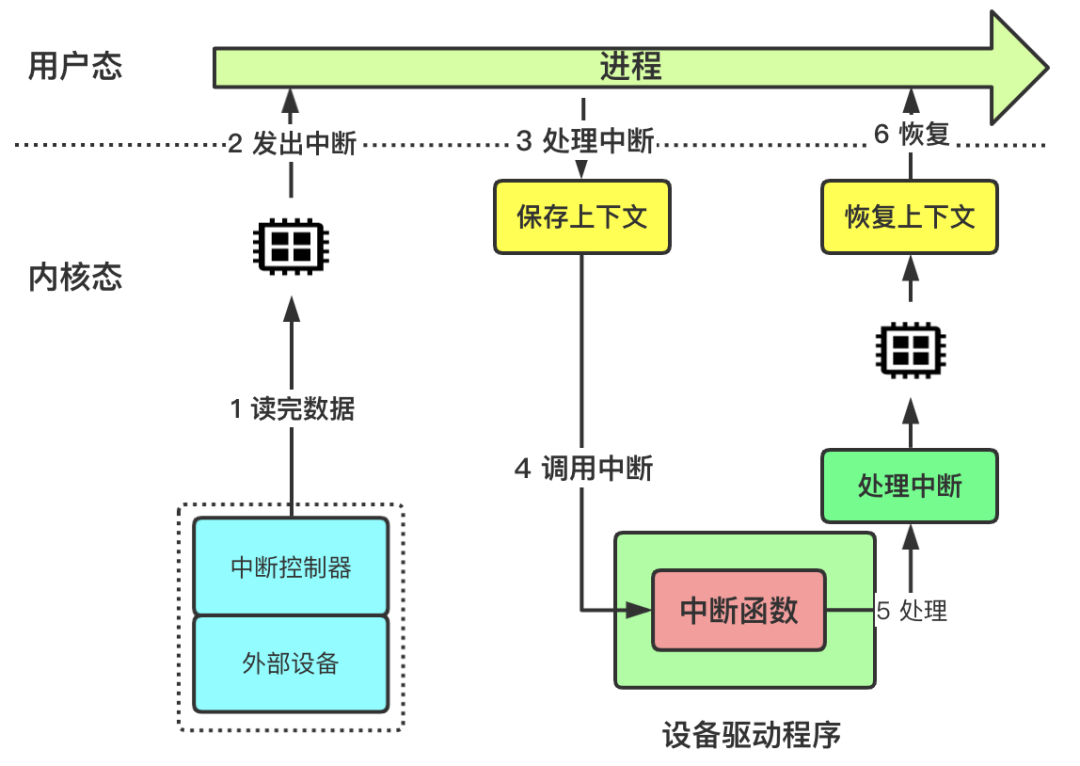 用户态
进程
2 发出中断
3 处理中断
6 恢复
保存上下文
恢复上下文
内核态
1 读完数据
4 调用中断
处理中断
中断控制器
中断函数
5 处理
外部设备
设备驱动程序